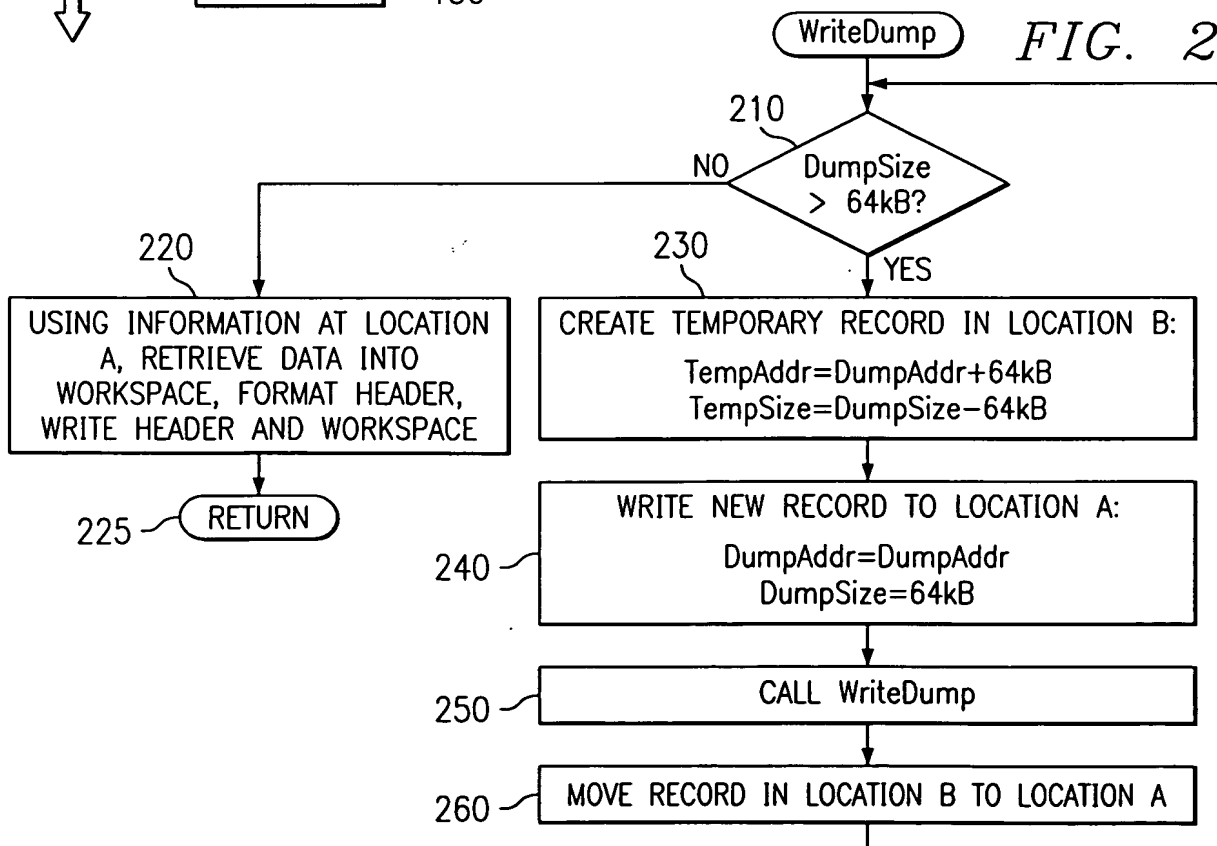 WriteDump
FIG. 2
210
NO
DumpSize
> 64kB?
YES
220
USING INFORMATION AT LOCATION
A, RETRIEVE DATA INTO
WORKSPACE, FORMAT HEADER,
WRITE HEADER AND WORKSPACE
225
RETURN
230
CREATE TEMPORARY RECORD IN LOCATION B:
TempAddr=DumpAddr+64kB
TempSize=DumpSize-64kB
240
WRITE NEW RECORD TO LOCATION A:
DumpAddr=DumpAddr
DumpSize=64kB
250
CALL WriteDump
260
MOVE RECORD IN LOCATION B TO LOCATION A